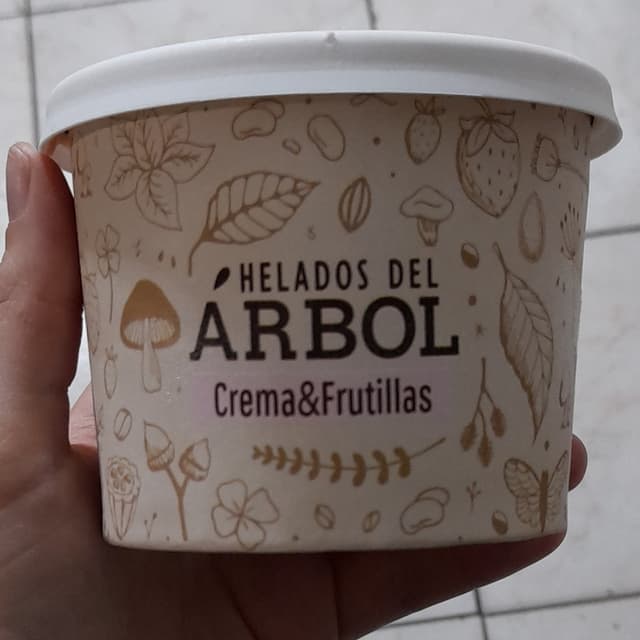 HELADOS DEL
ÁRBOL
Crema&Frutillas